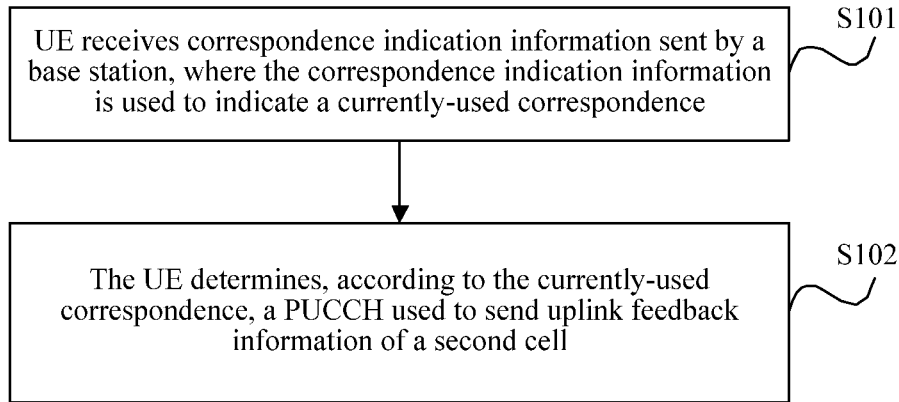 S101
UE receives correspondence indication information sent by a
base station, where the correspondence indication information
is used to indicate a currently-used correspondence
S102
The UE determines, according to the currently-used
correspondence, a PUCCH used to send uplink feedback
information of a second cell